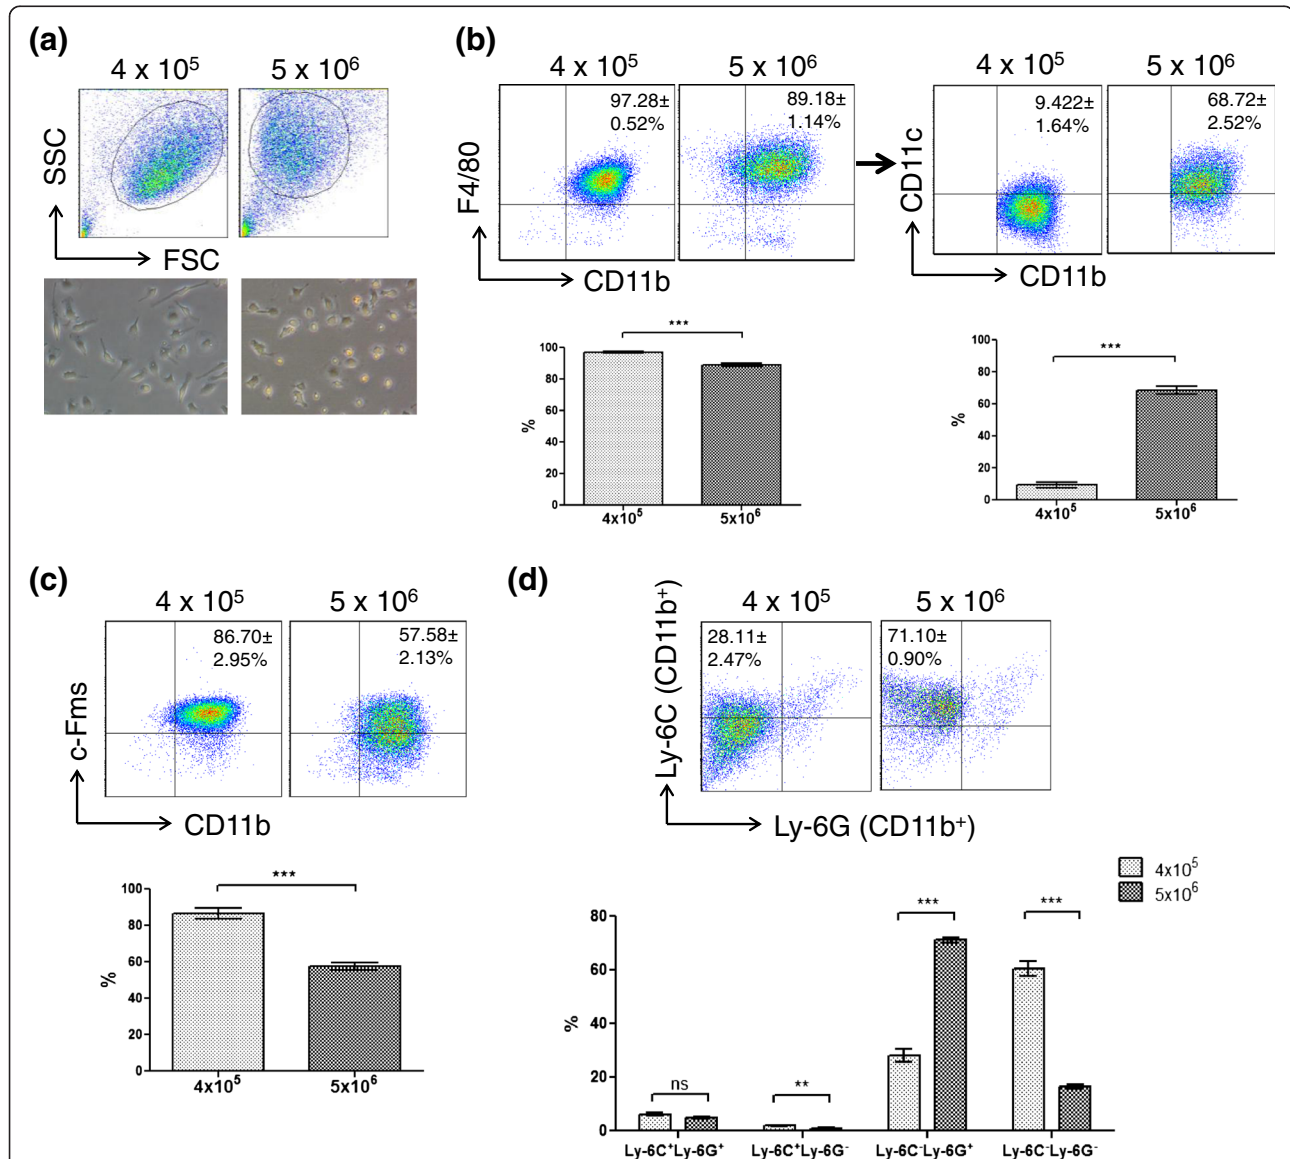 (a)
4 x 10⁵
5 x 10⁶
SSC
FSC
(b)
4 x 10⁵
5 x 10⁶
97.28±
0.52%
89.18±
1.14%
F4/80
CD11b
4 x 10⁵
5 x 10⁶
9.422±
1.64%
68.72±
2.52%
CD11c
CD11b
***
100
80
60
40
20
0
%
4x10⁵
5x10⁶
***
100
80
60
40
20
0
%
4x10⁵
5x10⁶
(c)
4 x 10⁵
5 x 10⁶
86.70±
2.95%
57.58±
2.13%
c-Fms
CD11b
***
100
80
60
40
20
0
%
4x10⁵
5x10⁶
(d)
4 x 10⁵
5 x 10⁶
28.11±
2.47%
71.10±
0.90%
Ly-6C (CD11b⁺)
Ly-6G (CD11b⁺)
4x10⁵
5x10⁶
80
60
40
20
0
%
ns
**
***
***
Ly-6C⁺Ly-6G⁺
Ly-6C⁺Ly-6G⁻
Ly-6C⁻Ly-6G⁺
Ly-6C⁻Ly-6G⁻